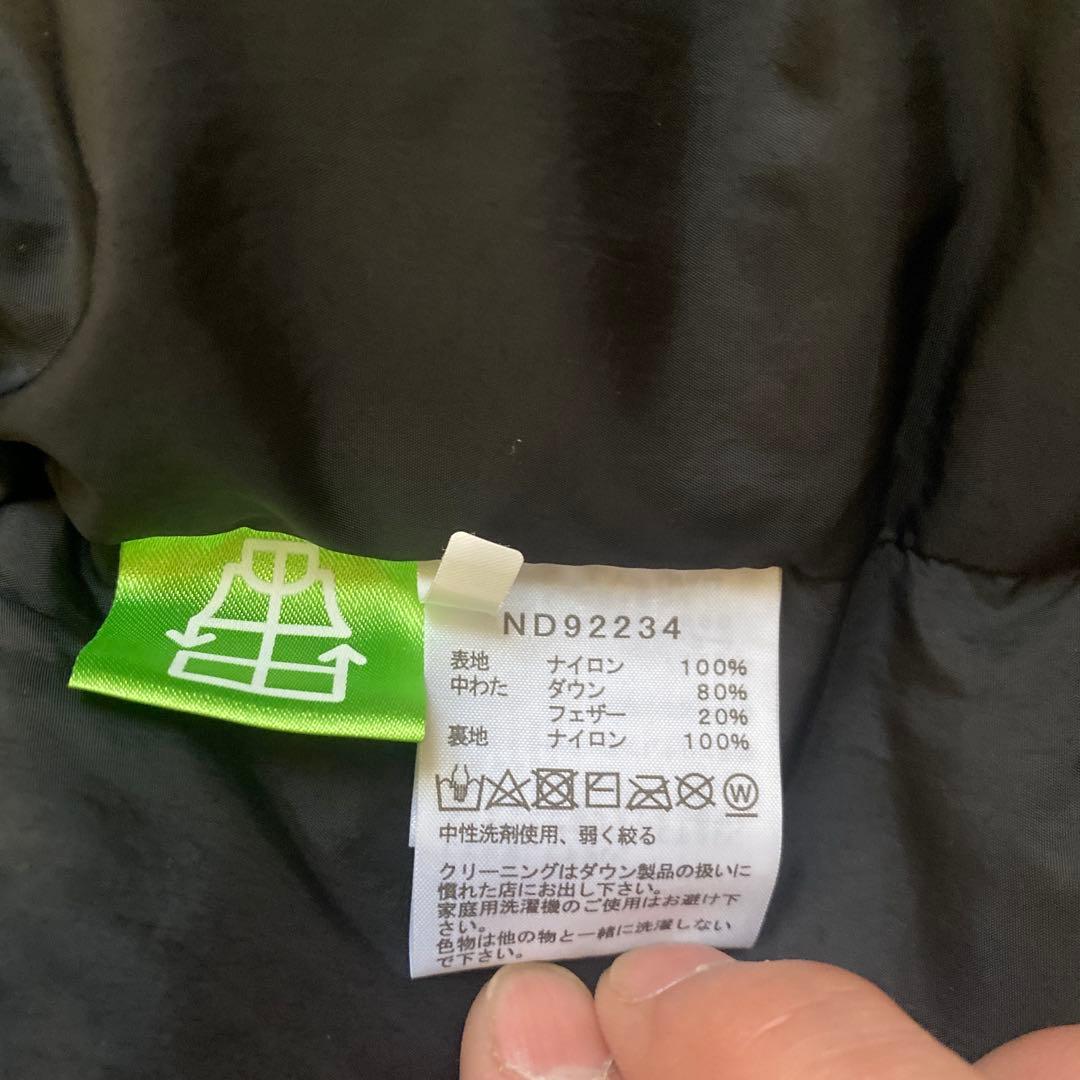 ND92234
表地 ナイロン 100%
中わた ダウン 80%
フェザー 20%
裏地 ナイロン 100%
W
中性洗剤使用、弱く絞る
クリーニングはダウン製品の扱いに
慣れた店にお出し下さい。
家庭用洗濯機のご使用はお避け下
さい。
色物は他の物と一緒に洗濯しない
で下さい。